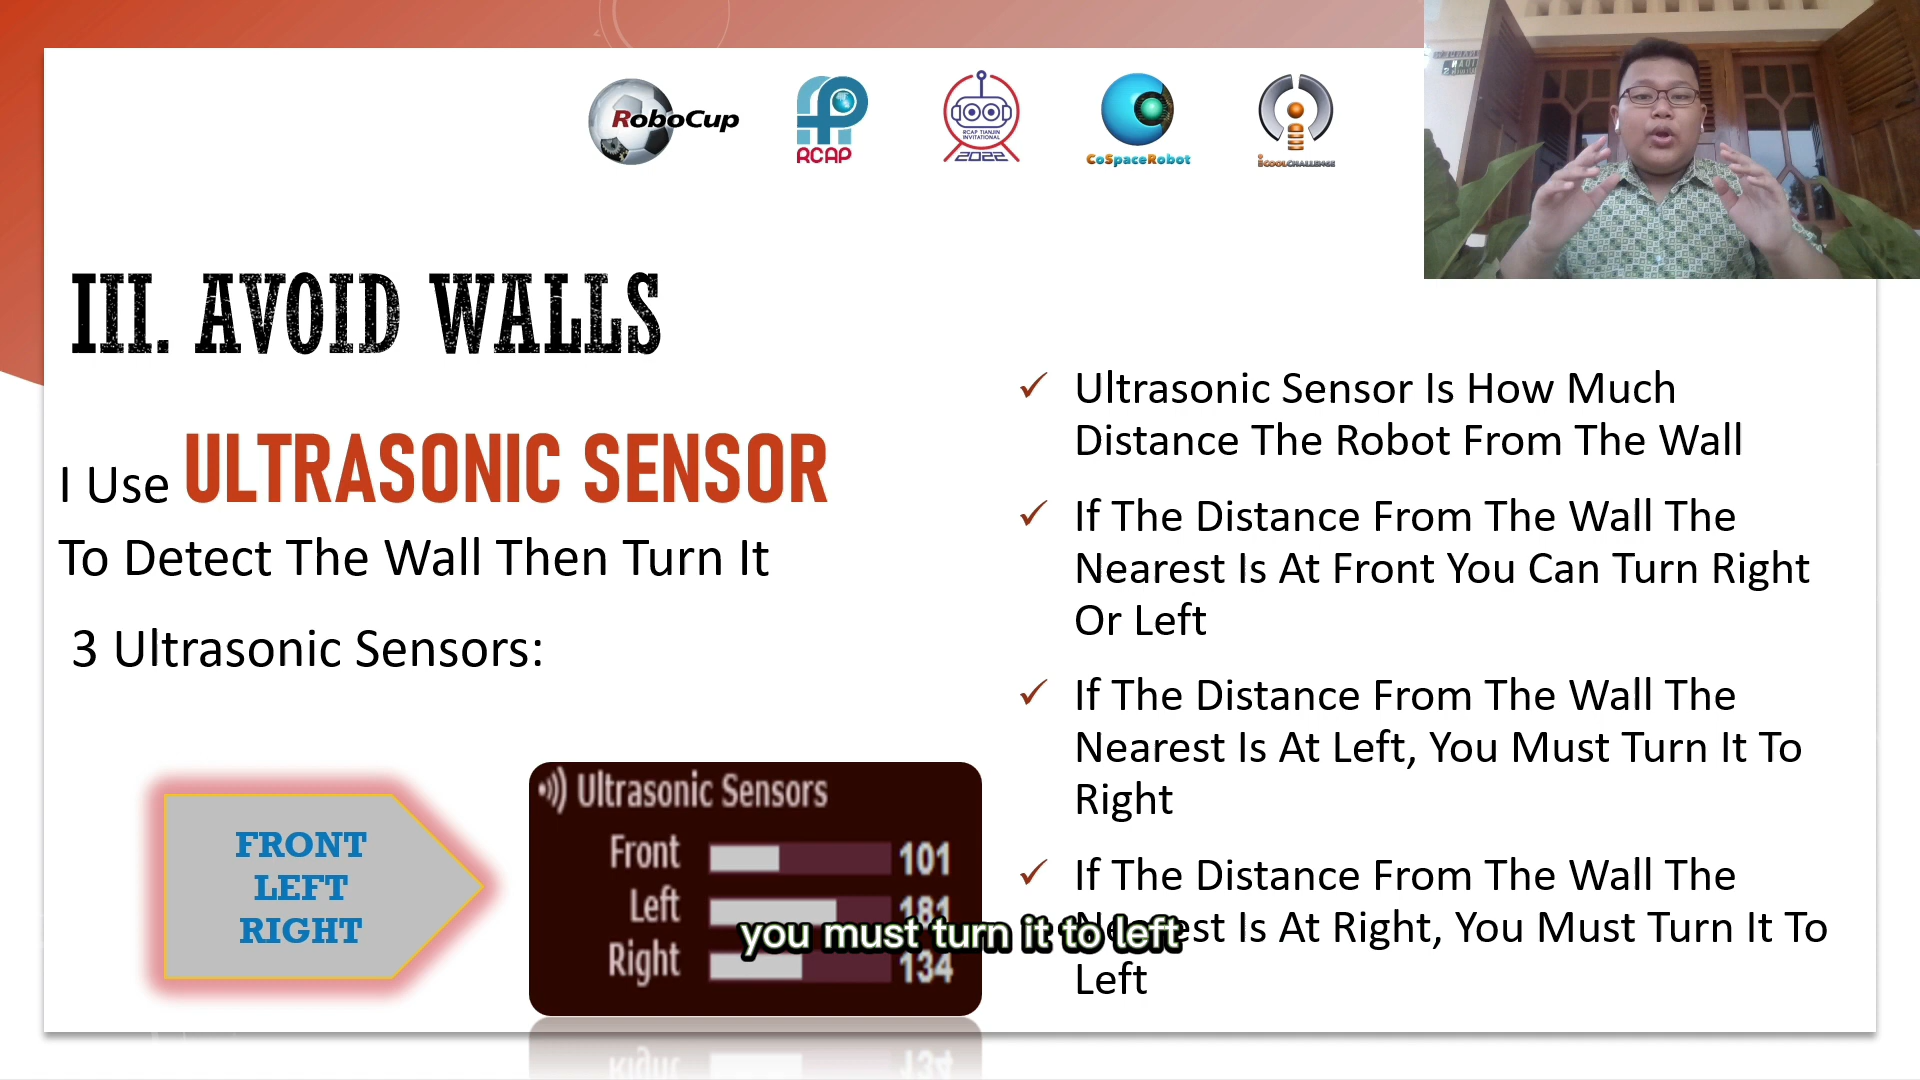 RoboCup
RCAP
RCAP TIANJIN
INVITATIONAL
2022
CoSpaceRobot
iCOOLCHALLENGE
III. AVOID WALLS
I Use ULTRASONIC SENSOR
To Detect The Wall Then Turn It
3 Ultrasonic Sensors:
FRONT
LEFT
RIGHT
Ultrasonic Sensors
Front 101
Left 181
Right 134
✓ Ultrasonic Sensor Is How Much
Distance The Robot From The Wall
✓ If The Distance From The Wall The
Nearest Is At Front You Can Turn Right
Or Left
✓ If The Distance From The Wall The
Nearest Is At Left, You Must Turn It To
Right
✓ If The Distance From The Wall The
Nearest Is At Right, You Must Turn It To
Left
you must turn it to left